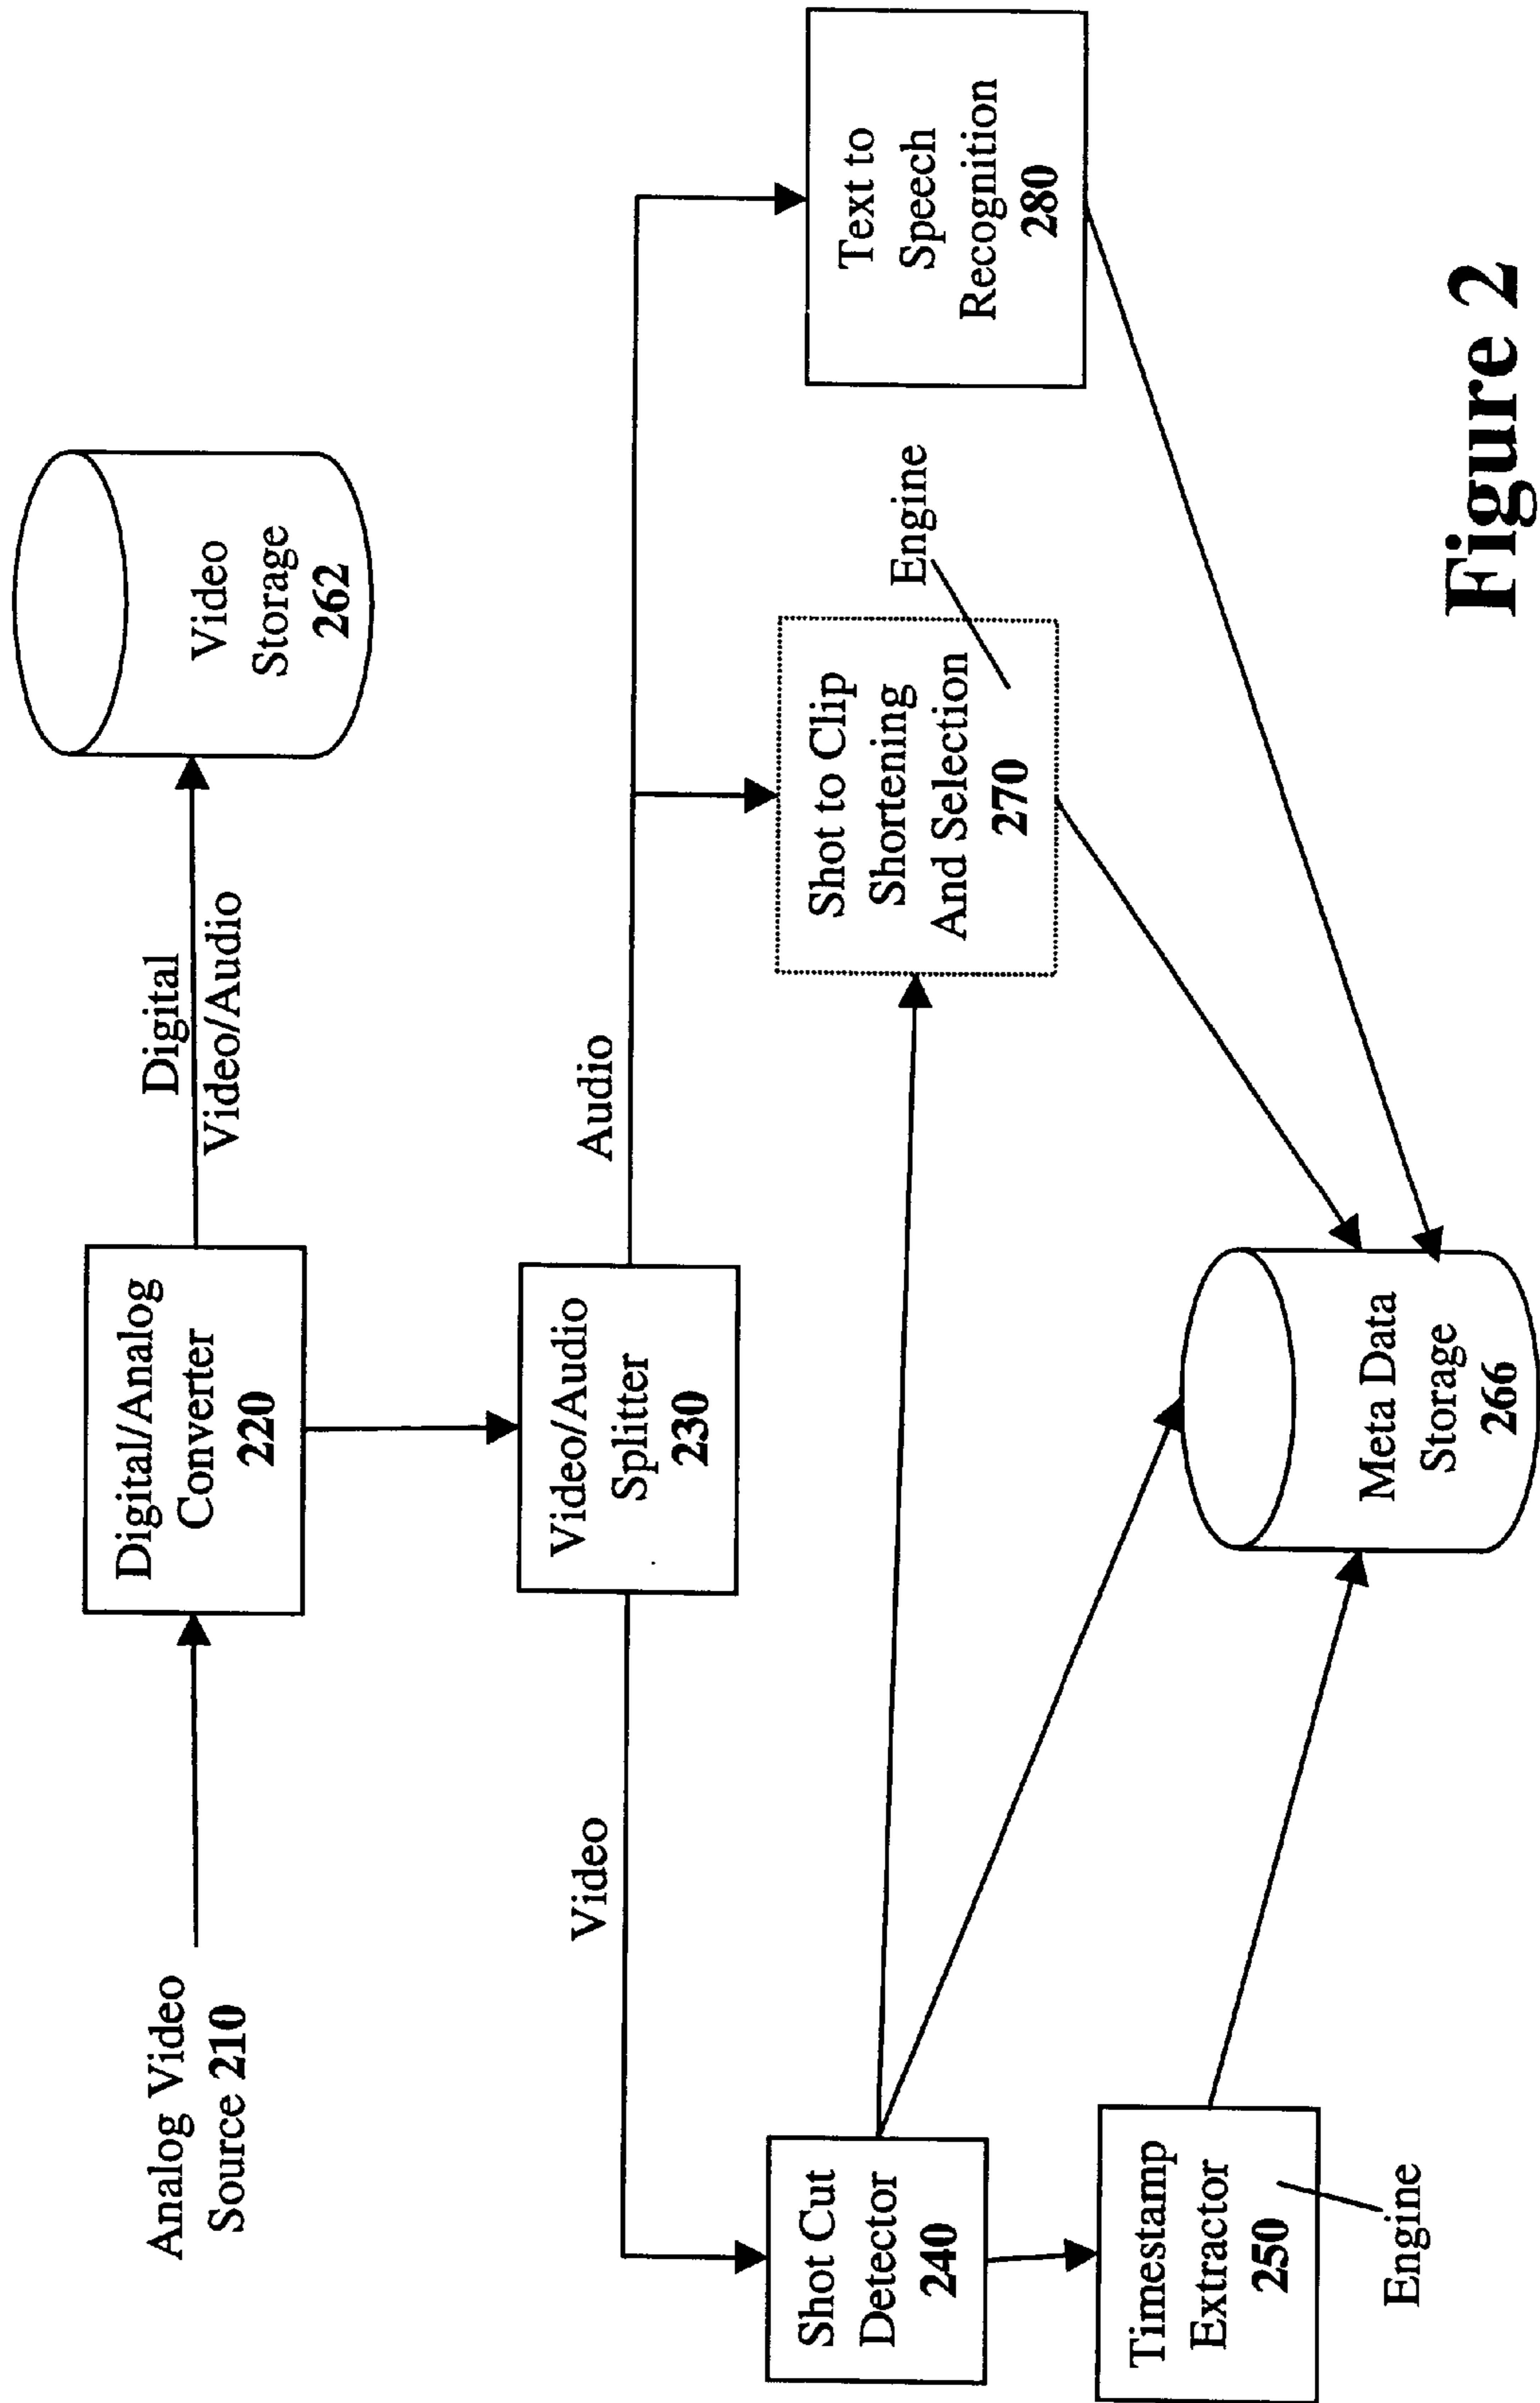 Analog Video
Source 210
Digital/Analog
Converter
220
Digital
Video/Audio
Video
Storage
262
Video/Audio
Splitter
230
Video
Audio
Shot Cut
Detector
240
Shot to Clip
Shortening
And Selection
270
Engine
Text to
Speech
Recognition
280
Timestamp
Extractor
250
Engine
Meta Data
Storage
266
Figure 2